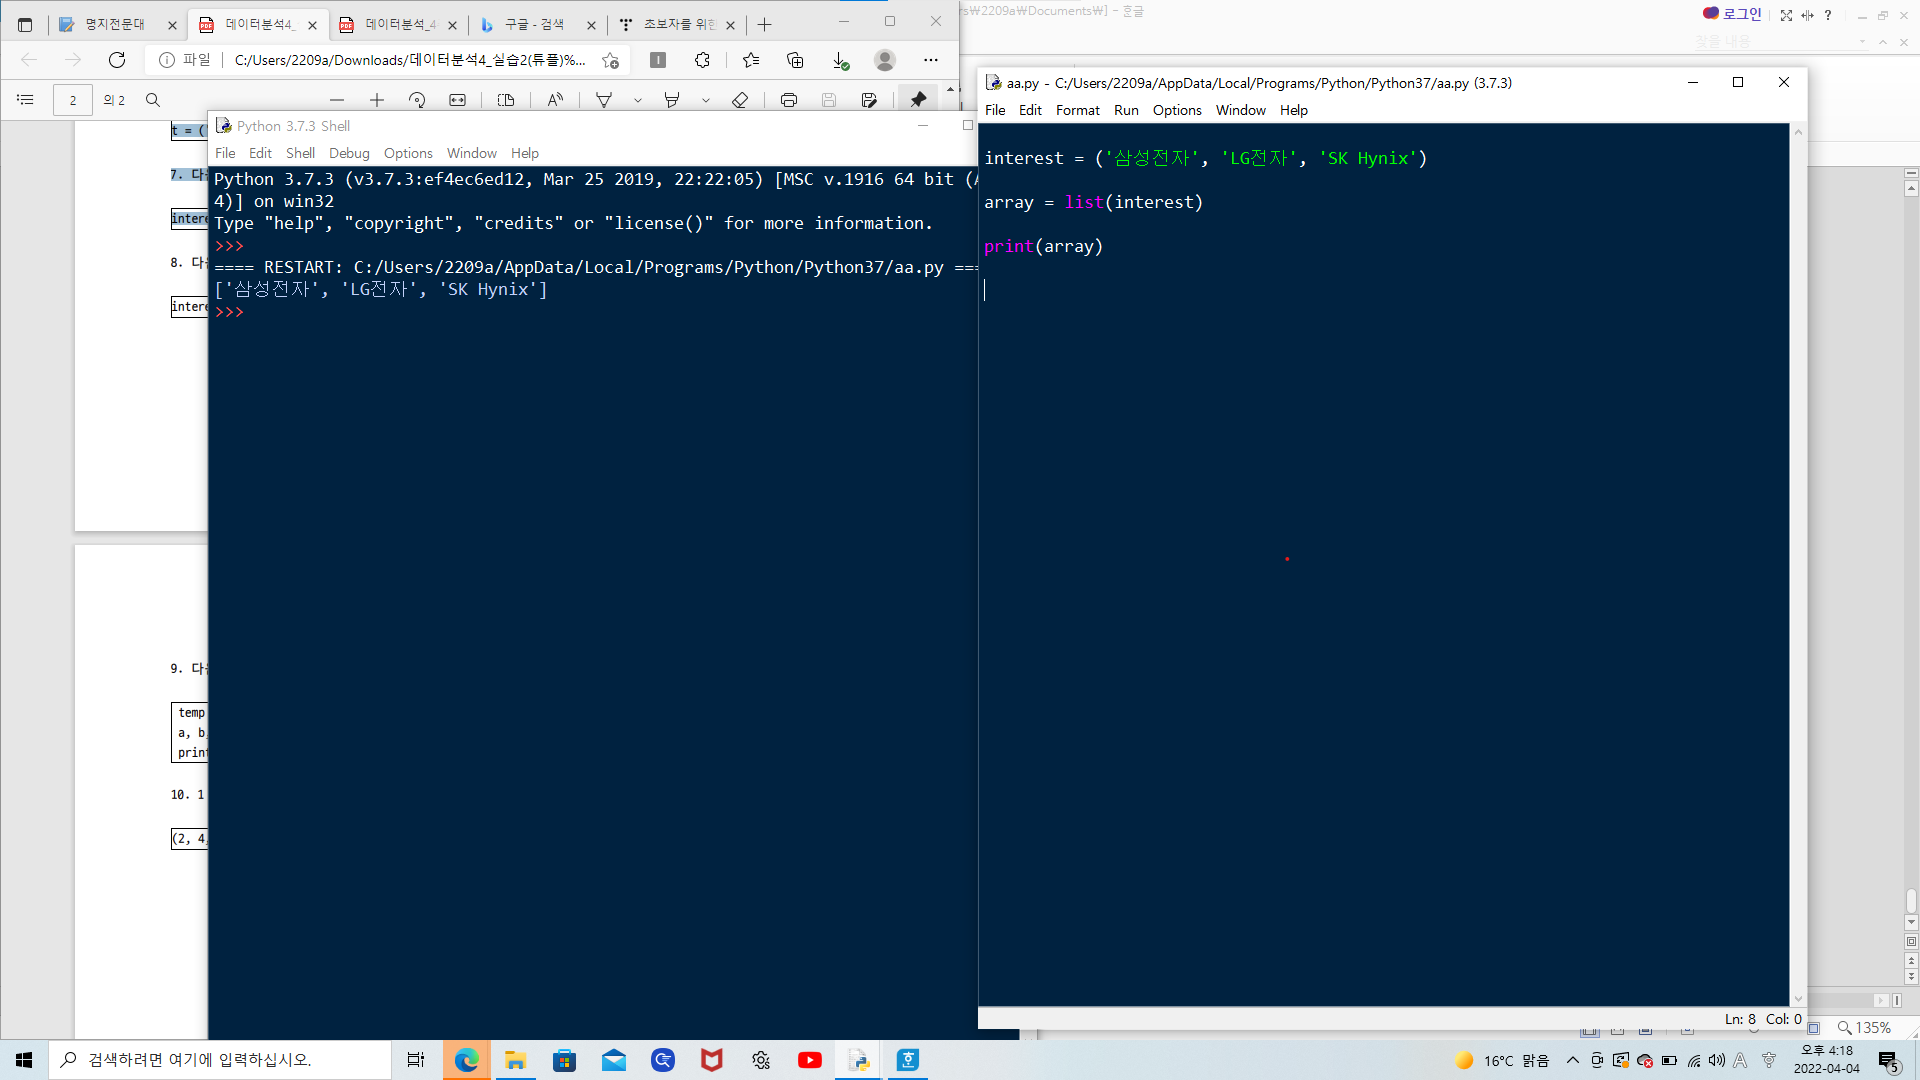 명지전문대
데이터분석4_
데이터분석_4
구글 - 검색
초보자를 위한
파일
C:/Users/2209a/Downloads/데이터분석4_실습2(튜플)%...
2
의 2
t = (
7. 다
8. 다
9. 다
temp
a, b,
print
10. 1
(2, 4,
Python 3.7.3 Shell
File Edit Shell Debug Options Window Help
Python 3.7.3 (v3.7.3:ef4ec6ed12, Mar 25 2019, 22:22:05) [MSC v.1916 64 bit (A
4)] on win32
Type "help", "copyright", "credits" or "license()" for more information.
>>>
==== RESTART: C:/Users/2209a/AppData/Local/Programs/Python/Python37/aa.py ===
['삼성전자', 'LG전자', 'SK Hynix']
>>>
rs₩2209a₩Documents₩] - 훈글
로그인
찾을 내용
aa.py - C:/Users/2209a/AppData/Local/Programs/Python/Python37/aa.py (3.7.3)
File Edit Format Run Options Window Help
interest = ('삼성전자', 'LG전자', 'SK Hynix')
array = list(interest)
print(array)
Ln: 8 Col: 0
135%
검색하려면 여기에 입력하십시오.
16°C 맑음
오후 4:18
2022-04-04
5